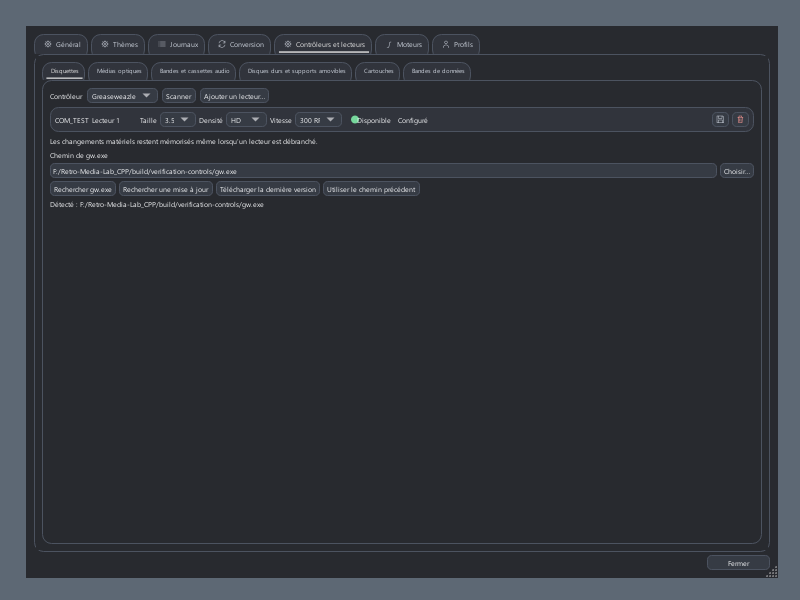 Général Thèmes Journaux Conversion Contrôleurs et lecteurs Moteurs Profils
Disquettes Médias optiques Bandes et cassettes audio Disques durs et supports amovibles Cartouches Bandes de données
Contrôleur Greaseweazle Scanner Ajouter un lecteur...
COM_TEST Lecteur 1 Taille 3.5 Densité HD Vitesse 300 Disponible Configuré
Les changements matériels restent mémorisés même lorsqu'un lecteur est débranché.
Chemin de gw.exe
F:/Retro-Media-Lab_CPP/build/verification-controls/gw.exe Choisir...
Rechercher gw.exe Rechercher une mise à jour Télécharger la dernière version Utiliser le chemin précédent
Détecté : F:/Retro-Media-Lab_CPP/build/verification-controls/gw.exe
Fermer